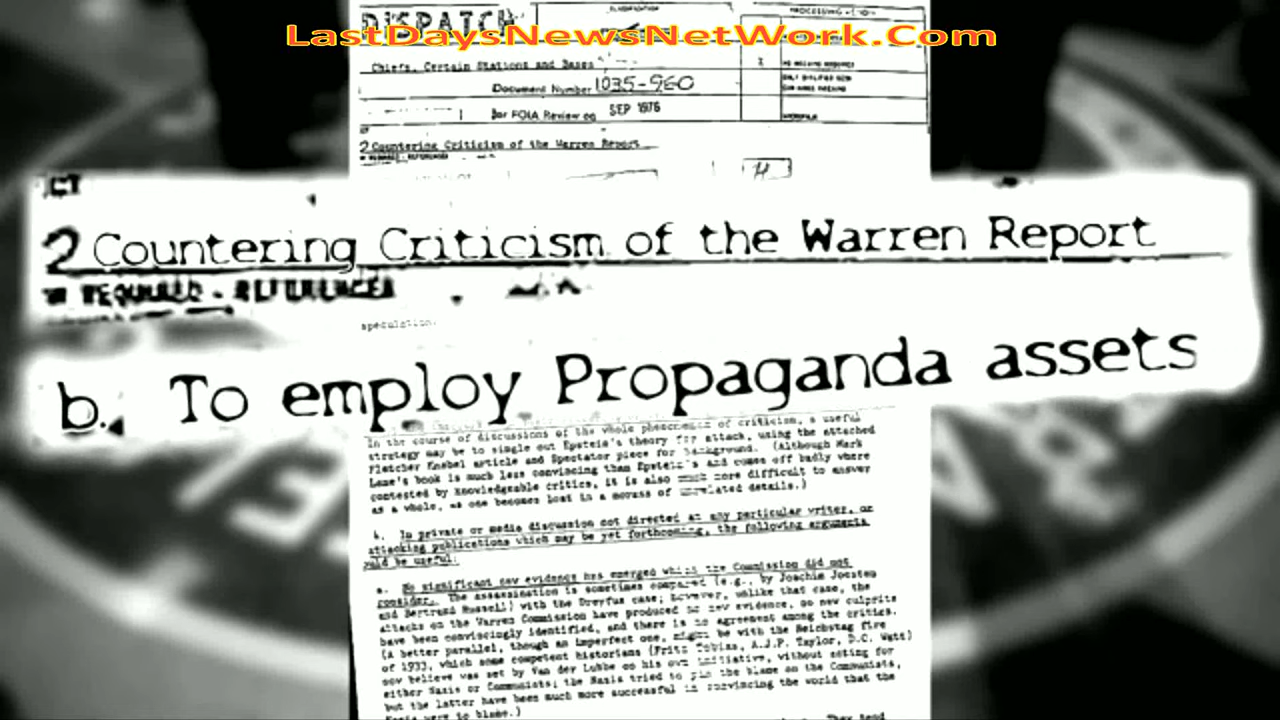 LastDaysNewsNetWork.Com
DISPATCH
CLASSIFICATION
PROCESSING
Chiefs, Certain Stations and Bases
X
Document Number 1035-960
for FOIA Review on SEP 1976
2 Countering Criticism of the Warren Report
2 Countering Criticism of the Warren Report
REQUIRED - REFERENCES
speculation.
b. To employ Propaganda assets
In the course of discussions of the whole phenomenon of criticism, a useful
strategy may be to single out Epstein's theory for attack, using the attached
Fletcher Knebel article and Spectator piece for background. (Although Mark
Lane's book is much less convincing than Epstein's and comes off badly where
contested by knowledgeable critics, it is also much more difficult to answer
as a whole, as one becomes lost in a morass of unrelated details.)
4. In private or media discussion not directed at any particular writer, or
attacking publications which may be yet forthcoming, the following arguments
should be useful:
a. No significant new evidence has emerged which the Commission did not
consider. The assassination is sometimes compared (e.g., by Joachim Joesten
and Bertrand Russell) with the Dreyfus case; however, unlike that case, the
attacks on the Warren Commission have produced no new evidence, no new culprits
have been convincingly identified, and there is no agreement among the critics.
(A better parallel, though an imperfect one, might be with the Reichstag fire
of 1933, which some competent historians (Fritz Tobias, A.J.P. Taylor, D.C. Watt)
now believe was set by Van der Lubbe on his own initiative, without acting for
either Nazis or Communists; the Nazis tried to pin the blame on the Communists,
but the latter have been much more successful in convincing the world that the
Nazis were to blame.)
They tend